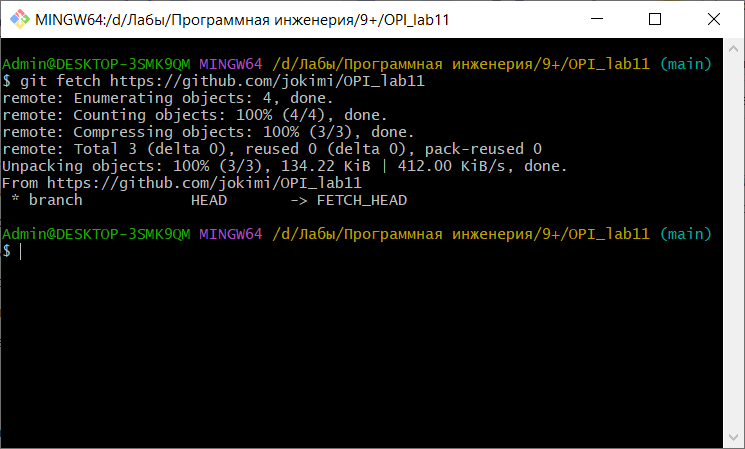 MINGW64:/d/Лабы/Программная инженерия/9+/OPI_lab11
Admin@DESKTOP-3SMK9QM MINGW64 /d/Лабы/Программная инженерия/9+/OPI_lab11 (main)
$ git fetch https://github.com/jokimi/OPI_lab11
remote: Enumerating objects: 4, done.
remote: Counting objects: 100% (4/4), done.
remote: Compressing objects: 100% (3/3), done.
remote: Total 3 (delta 0), reused 0 (delta 0), pack-reused 0
Unpacking objects: 100% (3/3), 134.22 KiB | 412.00 KiB/s, done.
From https://github.com/jokimi/OPI_lab11
 * branch            HEAD       -> FETCH_HEAD
Admin@DESKTOP-3SMK9QM MINGW64 /d/Лабы/Программная инженерия/9+/OPI_lab11 (main)
$